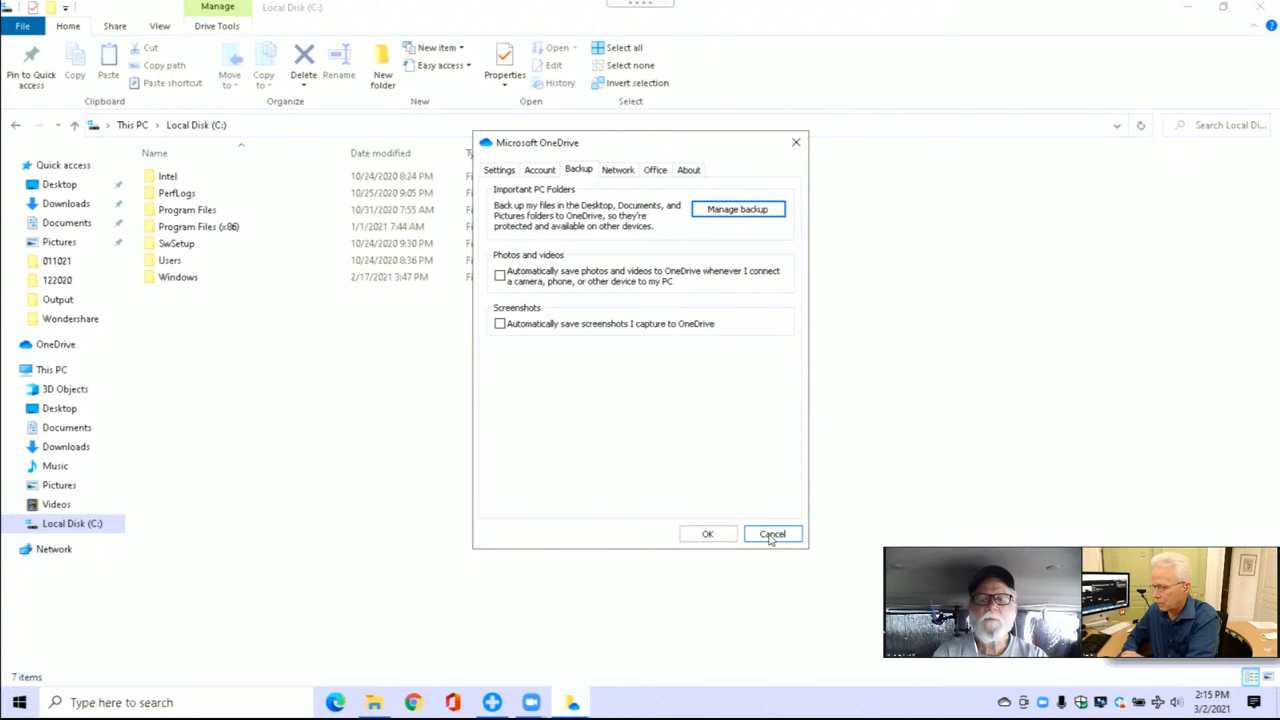 Manage
Local Disk (C:)
File
Home
Share
View
Drive Tools
Pin to Quick
access
Copy
Paste
Cut
Copy path
Paste shortcut
Move
to
Copy
to
Delete
Rename
New
folder
New item
Easy access
Properties
Open
Edit
History
Select all
Select none
Invert selection
Clipboard
Organize
New
Open
Select
This PC
Local Disk (C:)
Search Local Di...
Name
Date modified
Quick access
Desktop
Downloads
Documents
Pictures
011021
122020
Output
Wondershare
OneDrive
This PC
3D Objects
Desktop
Documents
Downloads
Music
Pictures
Videos
Local Disk (C:)
Network
Intel 10/24/2020 8:24 PM
PerfLogs 10/25/2020 9:05 PM
Program Files 10/31/2020 7:55 AM
Program Files (x86) 1/1/2021 7:44 AM
SwSetup 10/24/2020 9:30 PM
Users 10/24/2020 8:36 PM
Windows 2/17/2021 3:47 PM
Microsoft OneDrive
Settings Account Backup Network Office About
Important PC Folders
Back up my files in the Desktop, Documents, and
Pictures folders to OneDrive, so they're
protected and available on other devices.
Manage backup
Photos and videos
Automatically save photos and videos to OneDrive whenever I connect
a camera, phone, or other device to my PC
Screenshots
Automatically save screenshots I capture to OneDrive
OK
Cancel
7 items
Type here to search
2:15 PM
3/2/2021